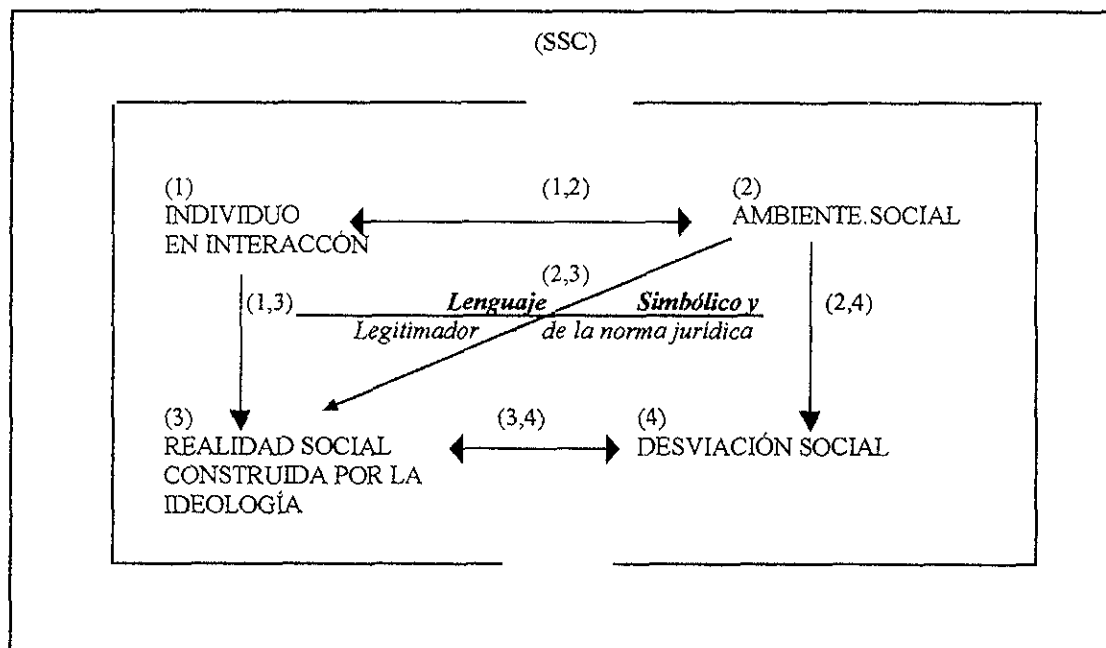 (SSC)
(1)
INDIVIDUO
EN INTERACCÓN
(1,2)
(2)
AMBIENTE.SOCIAL
(1,3)
(2,3)
Lenguaje Simbólico y
Legitimador de la norma jurídica
(2,4)
(3)
REALIDAD SOCIAL
CONSTRUIDA POR LA
IDEOLOGÍA
(3,4)
(4)
DESVIACIÓN SOCIAL